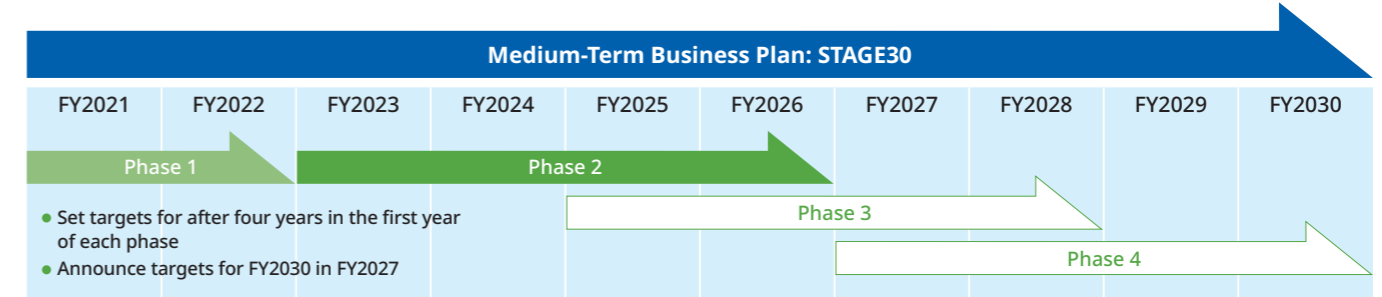 Medium-Term Business Plan: STAGE30
FY2021 FY2022 FY2023 FY2024 FY2025 FY2026 FY2027 FY2028 FY2029 FY2030
Phase 1 Phase 2
Phase 3
Phase 4
● Set targets for after four years in the first year
of each phase
● Announce targets for FY2030 in FY2027